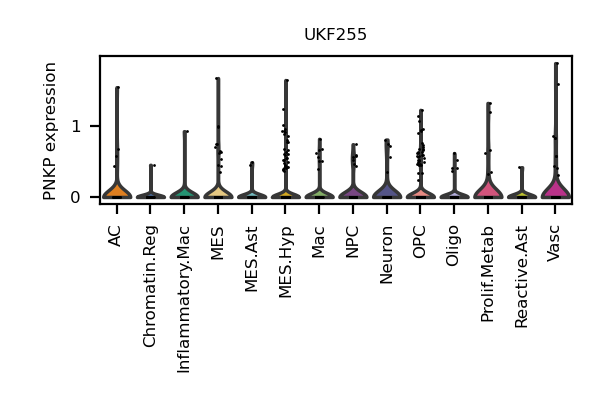 UKF255
PNKP expression
1
0
AC
Chromatin.Reg
Inflammatory.Mac
MES
MES.Ast
MES.Hyp
Mac
NPC
Neuron
OPC
Oligo
Prolif.Metab
Reactive.Ast
Vasc